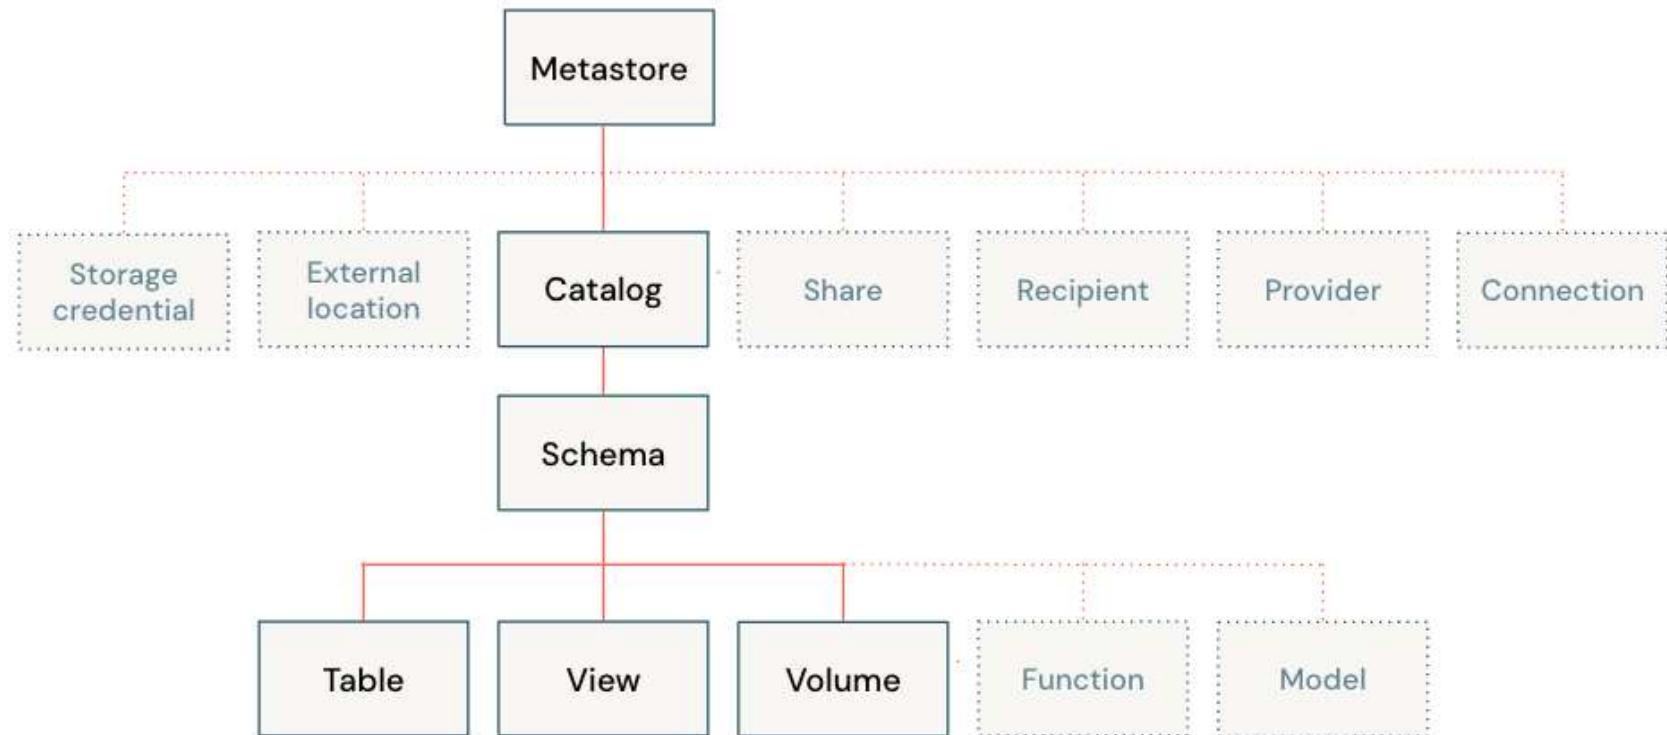 Metastore
Storage
credential
External
location
Catalog
Share
Recipient
Provider
Connection
Schema
Table
View
Volume
Function
Model